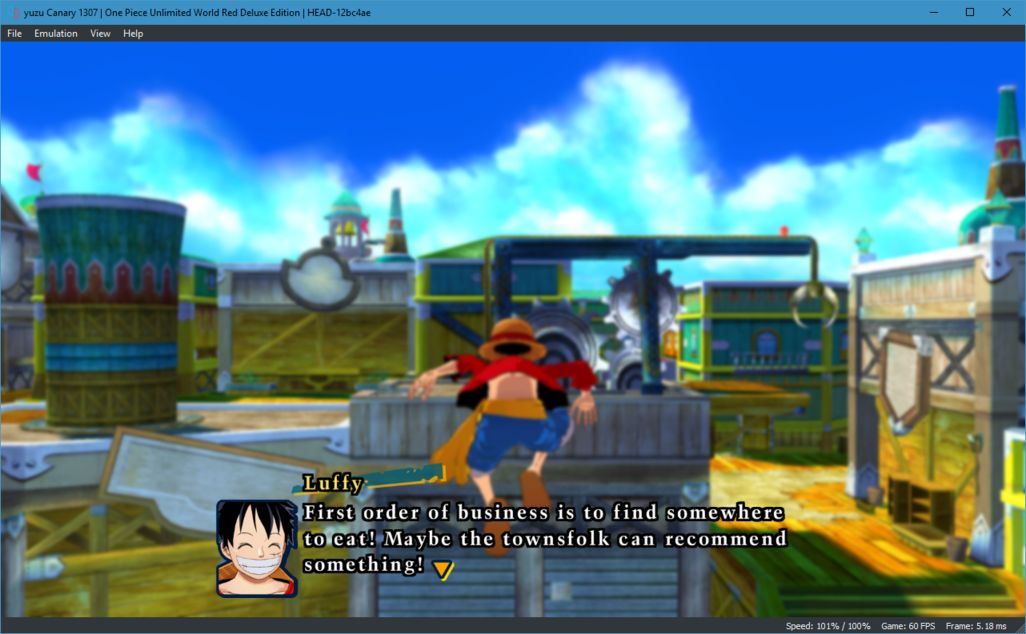 yuzu Canary 1307 | One Piece Unlimited World Red Deluxe Edition | HEAD-12bc4ae
File Emulation View Help
Luffy
First order of business is to find somewhere
to eat! Maybe the townsfolk can recommend
something!
Speed: 101% / 100% Game: 60 FPS Frame: 5.18 ms